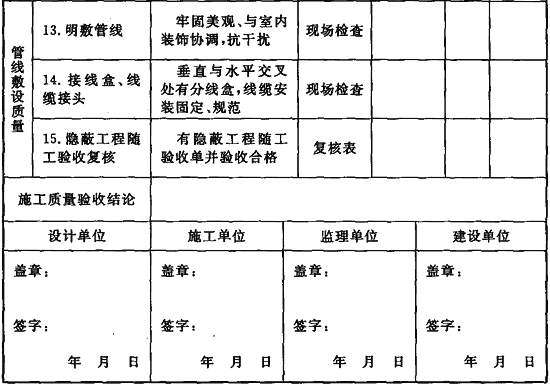 管线敷设质量
13.明敷管线
牢固美观、与室内
装饰协调,抗干扰
现场检查
14.接线盒、线
缆接头
垂直与水平交叉
处有分线盒,线缆安
装固定、规范
现场检查
15.隐蔽工程随
工验收复核
有隐蔽工程随工
验收单并验收合格
复核表
施工质量验收结论
设计单位
施工单位
监理单位
建设单位
盖章:
盖章:
盖章:
盖章:
签字:
签字:
签字:
签字:
年 月 日
年 月 日
年 月 日
年 月 日